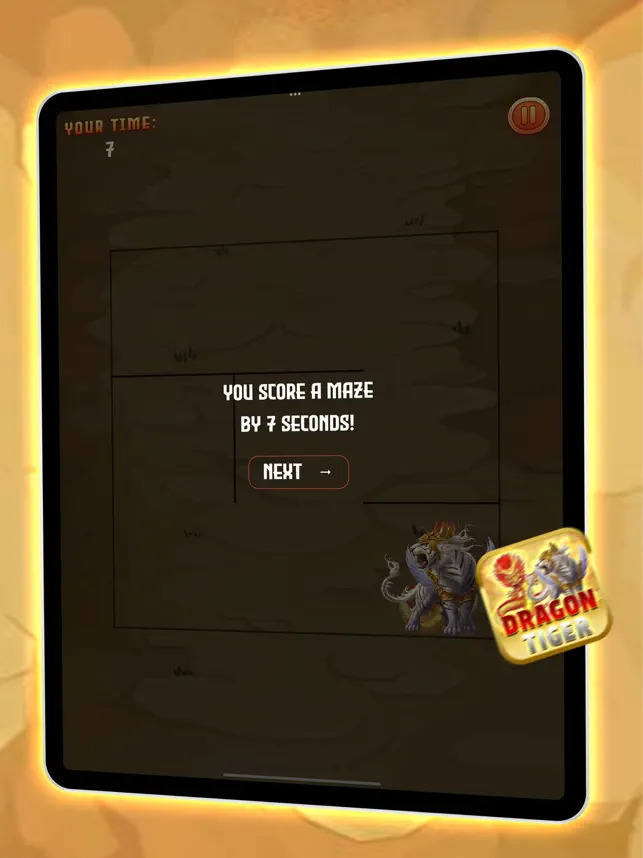 YOUR TIME:
7
YOU SCORE A MAZE
BY 7 SECONDS!
NEXT →
DRAGON
TIGER